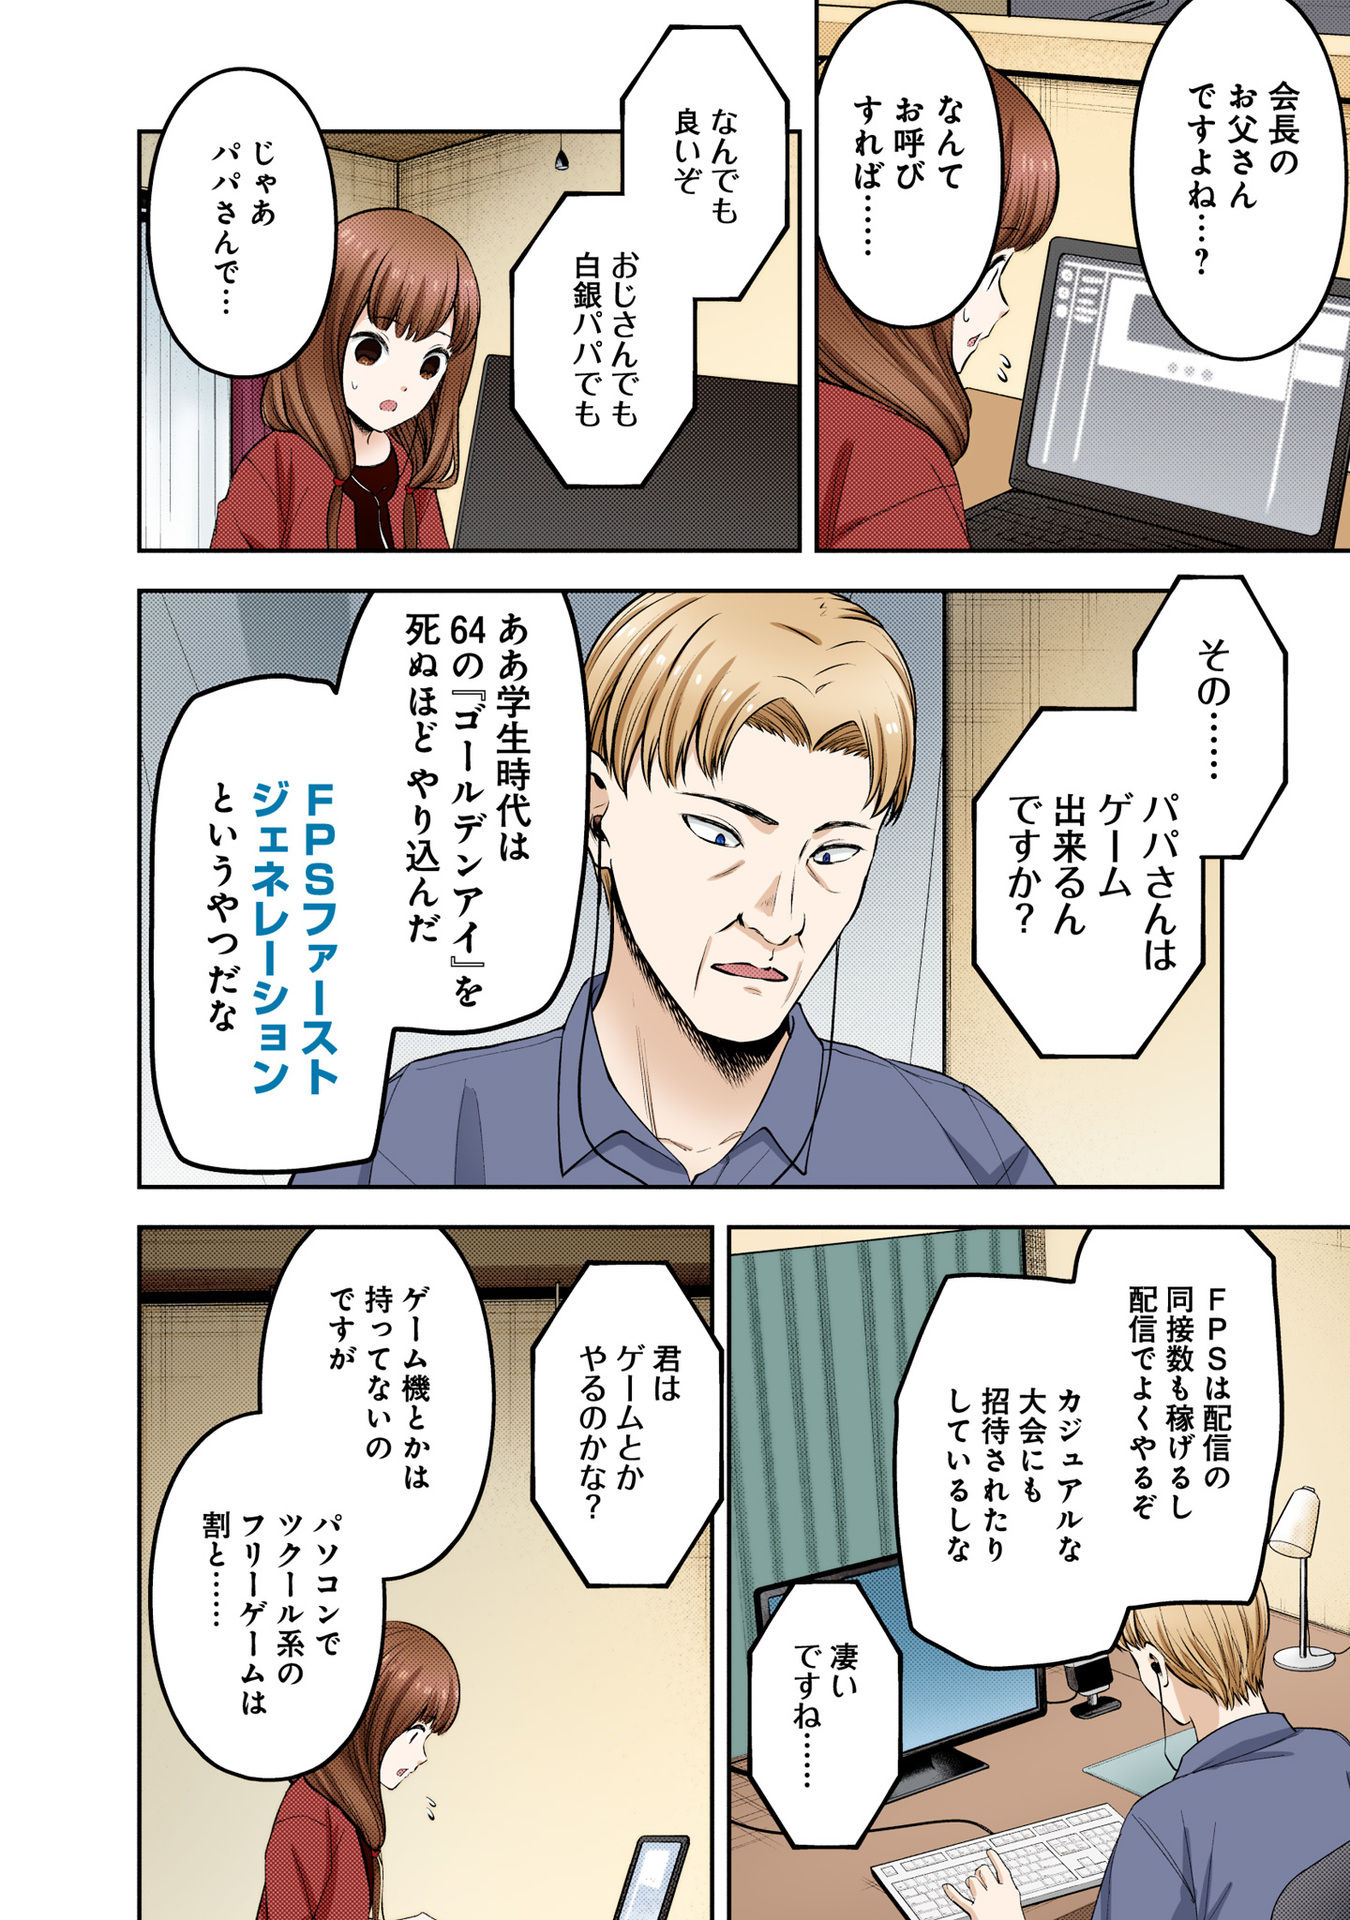 会長の
お父さん
ですよね…?
なんて
お呼び
すれば……
なんでも
良いぞ
おじさんでも
白銀パパでも
じゃあ
パパさんで…
その……
パパさんは
ゲーム
出来るん
ですか?
ああ学生時代は
64の『ゴールデンアイ』を
死ぬほど やり込んだ
FPSファースト
ジェネレーション
というやつだな
FPSは配信の
同接数も稼げるし
配信でよくやるぞ
カジュアルな
大会にも
招待されたり
しているしな
凄い
ですね……
君は
ゲームとか
やるのかな?
ゲーム機とかは
持ってないの
ですが
パソコンで
ツクール系の
フリーゲームは
割と……